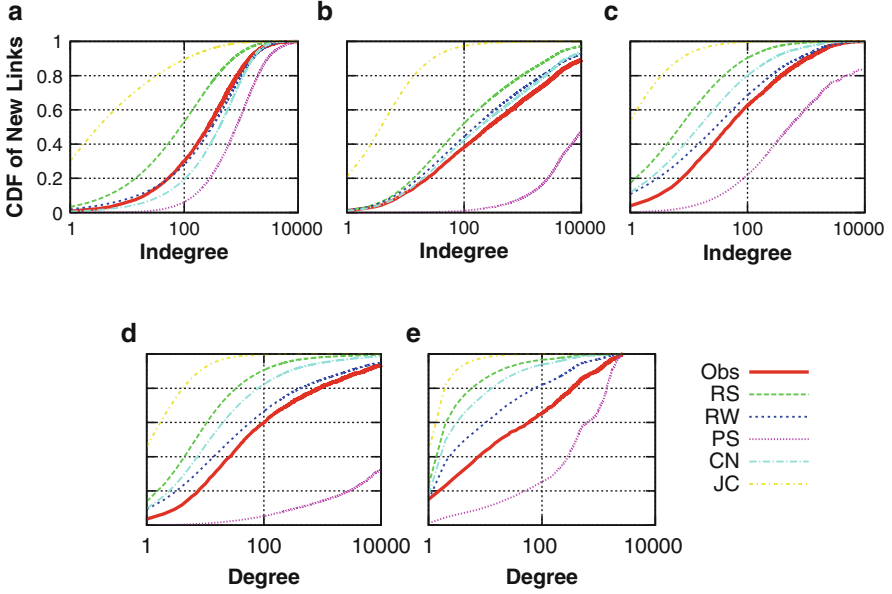 a
b
c
1
0.8
0.6
0.4
0.2
0
CDF of New Links
1 100 10000
1 100 10000
1 100 10000
Indegree
Indegree
Indegree
d
e
1 100 10000
1 100 10000
Degree
Degree
Obs
RS
RW
PS
CN
JC